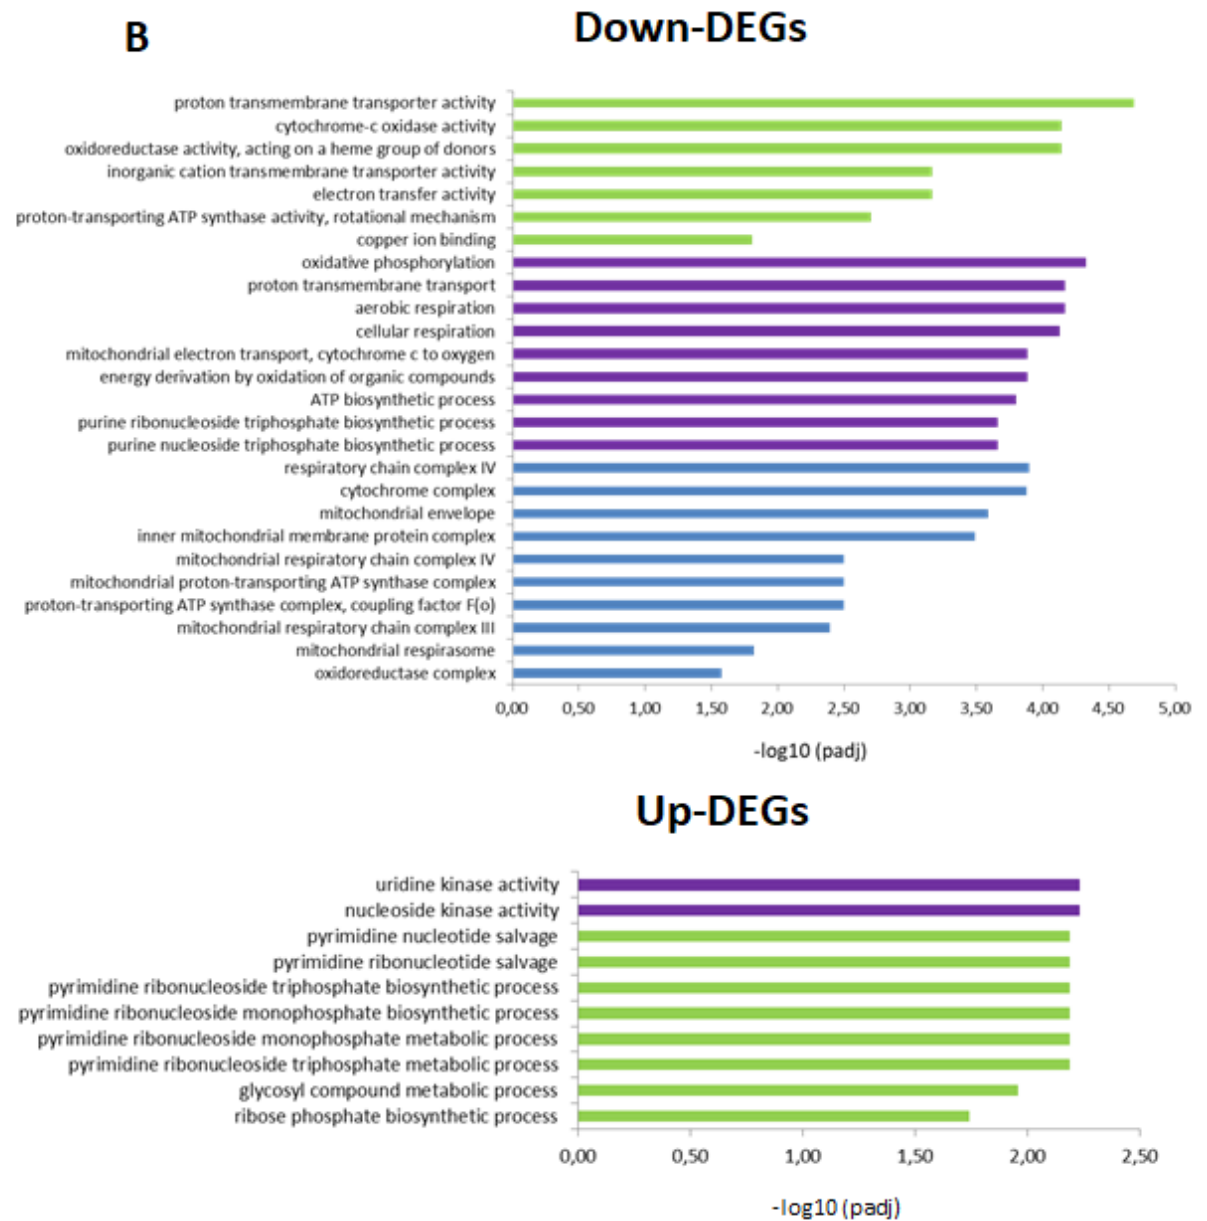 B
Down-DEGs
proton transmembrane transporter activity
cytochrome-c oxidase activity
oxidoreductase activity, acting on a heme group of donors
inorganic cation transmembrane transporter activity
electron transfer activity
proton-transporting ATP synthase activity, rotational mechanism
copper ion binding
oxidative phosphorylation
proton transmembrane transport
aerobic respiration
cellular respiration
mitochondrial electron transport, cytochrome c to oxygen
energy derivation by oxidation of organic compounds
ATP biosynthetic process
purine ribonucleoside triphosphate biosynthetic process
purine nucleoside triphosphate biosynthetic process
respiratory chain complex IV
cytochrome complex
mitochondrial envelope
inner mitochondrial membrane protein complex
mitochondrial respiratory chain complex IV
mitochondrial proton-transporting ATP synthase complex
proton-transporting ATP synthase complex, coupling factor F(o)
mitochondrial respiratory chain complex III
mitochondrial respirasome
oxidoreductase complex
0,00 0,50 1,00 1,50 2,00 2,50 3,00 3,50 4,00 4,50 5,00
-log10 (padj)
Up-DEGs
uridine kinase activity
nucleoside kinase activity
pyrimidine nucleotide salvage
pyrimidine ribonucleotide salvage
pyrimidine ribonucleoside triphosphate biosynthetic process
pyrimidine ribonucleoside monophosphate biosynthetic process
pyrimidine ribonucleoside monophosphate metabolic process
pyrimidine ribonucleoside triphosphate metabolic process
glycosyl compound metabolic process
ribose phosphate biosynthetic process
0,00 0,50 1,00 1,50 2,00 2,50
-log10 (padj)